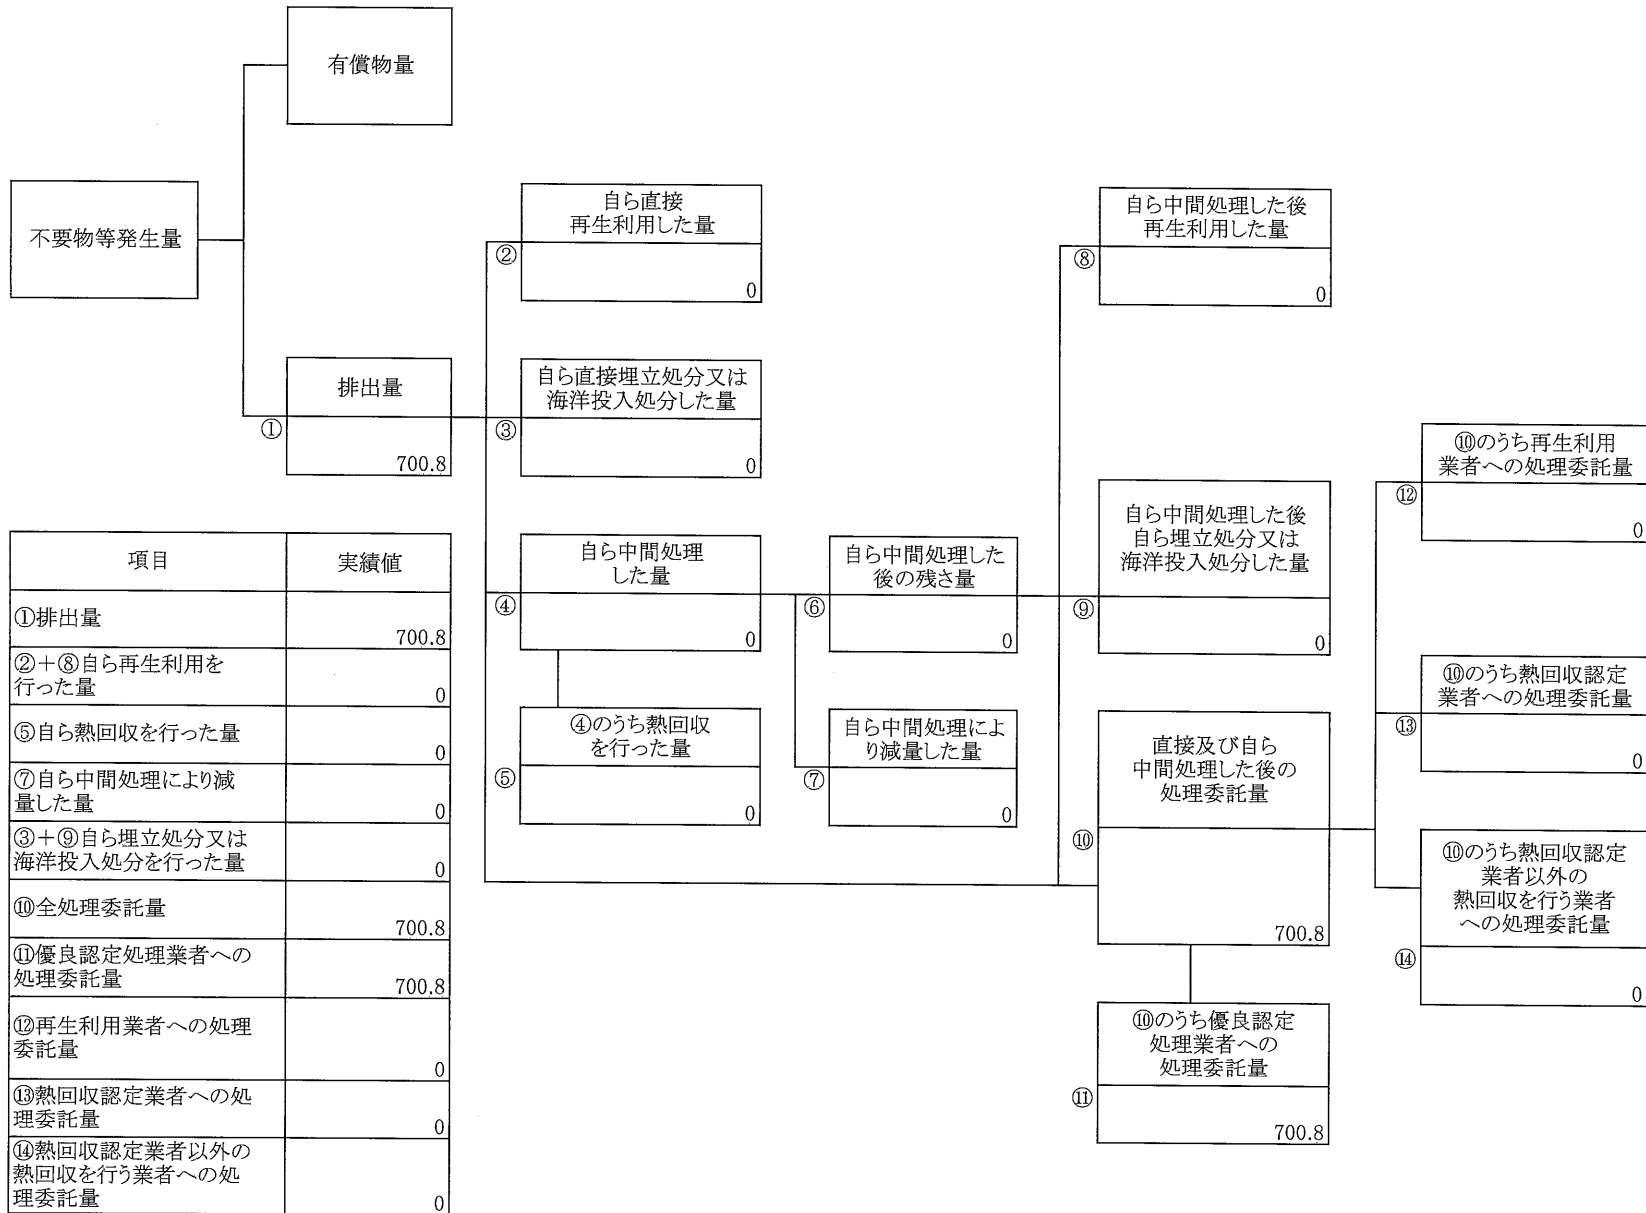 有償物量
不要物等発生量
①
排出量
700.8
②
自ら直接
再生利用した量
0
③
自ら直接埋立処分又は
海洋投入処分した量
0
④
自ら中間処理
した量
0
⑤
④のうち熱回収
を行った量
0
⑥
自ら中間処理した
後の残さ量
0
⑦
自ら中間処理によ
り減量した量
0
⑧
自ら中間処理した後
再生利用した量
0
⑨
自ら中間処理した後
自ら埋立処分又は
海洋投入処分した量
0
⑩
直接及び自ら
中間処理した後の
処理委託量
700.8
⑪
⑩のうち優良認定
処理業者への
処理委託量
700.8
⑫
⑩のうち再生利用
業者への処理委託量
0
⑬
⑩のうち熱回収認定
業者への処理委託量
0
⑭
⑩のうち熱回収認定
業者以外の
熱回収を行う業者
への処理委託量
0
項目 実績値
①排出量
700.8
②＋⑧自ら再生利用を
行った量
0
⑤自ら熱回収を行った量
0
⑦自ら中間処理により減
量した量
0
③＋⑨自ら埋立処分又は
海洋投入処分を行った量
0
⑩全処理委託量
700.8
⑪優良認定処理業者への
処理委託量
700.8
⑫再生利用業者への処理
委託量
0
⑬熱回収認定業者への処
理委託量
0
⑭熱回収認定業者以外の
熱回収を行う業者への処
理委託量
0